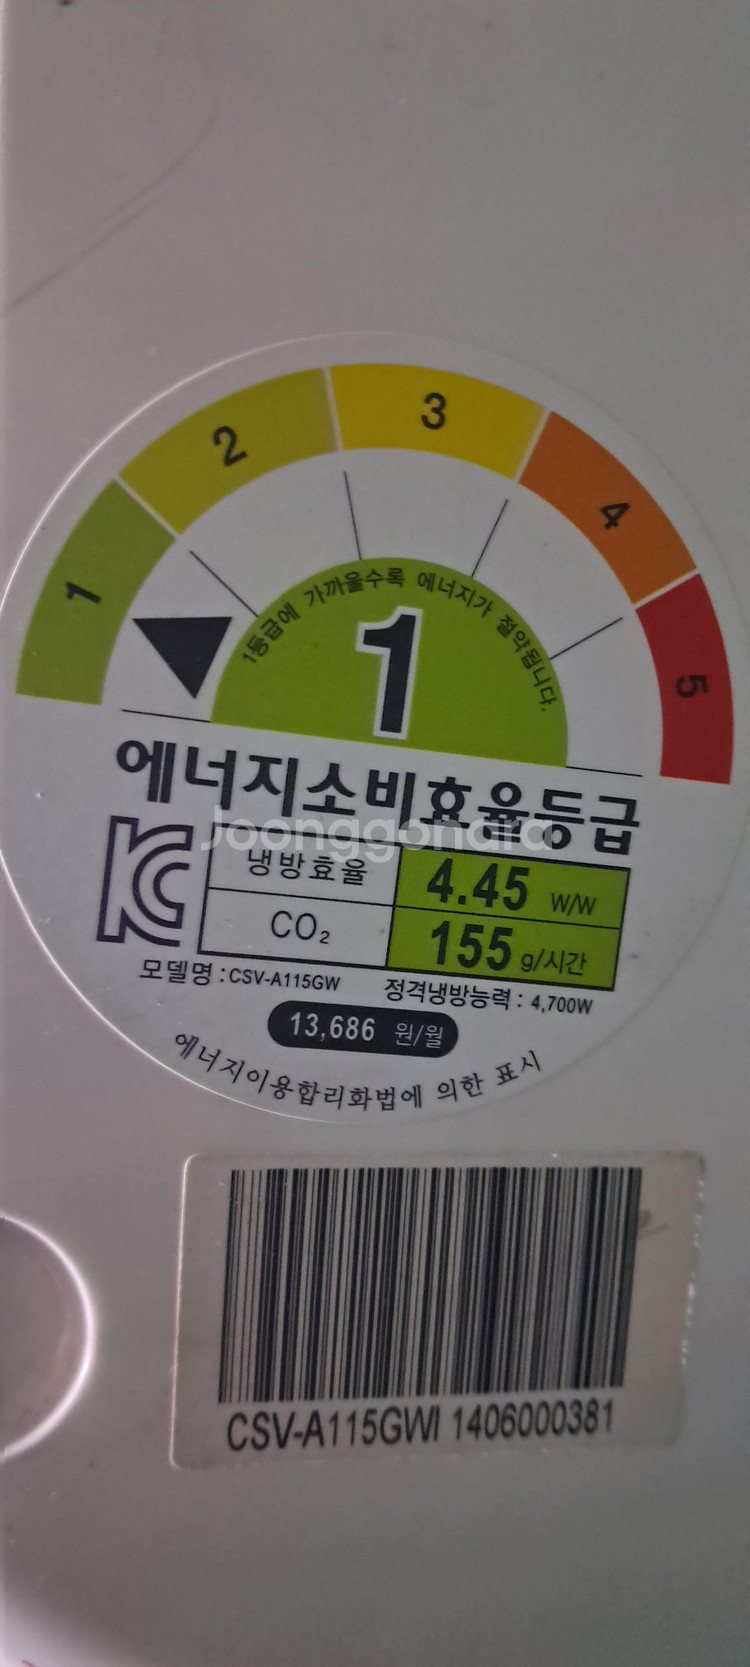 1 2 3 4 5
1등급에 가까울수록 에너지가 절약됩니다.
1
에너지소비효율등급
Joonggonara
냉방효율 4.45 W/W
CO₂ 155 g/시간
모델명 : CSV-A115GW 정격냉방능력 : 4,700W
13,686 원/월
에너지이용합리화법에 의한 표시
CSV-A115GWI 1406000381